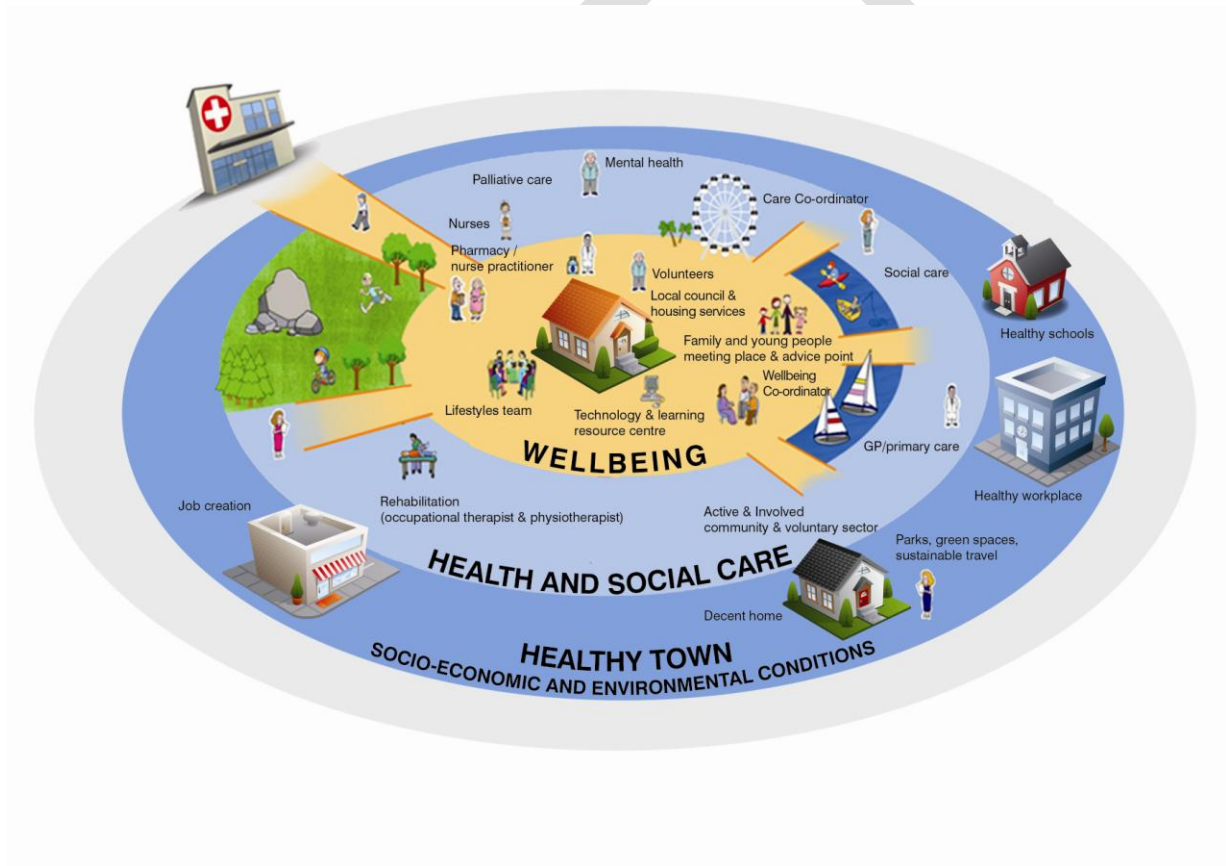 Mental health
Palliative care
Care Co-ordinator
Nurses
Pharmacy /
nurse practitioner
Volunteers
Social care
Local council &
housing services
Healthy schools
Family and young people
meeting place & advice point
Wellbeing
Co-ordinator
Lifestyles team
Technology & learning
resource centre
WELLBEING
GP/primary care
Healthy workplace
Rehabilitation
(occupational therapist & physiotherapist)
Job creation
Active & Involved
community & voluntary sector
Parks, green spaces,
sustainable travel
HEALTH AND SOCIAL CARE
Decent home
HEALTHY TOWN
SOCIO-ECONOMIC AND ENVIRONMENTAL CONDITIONS